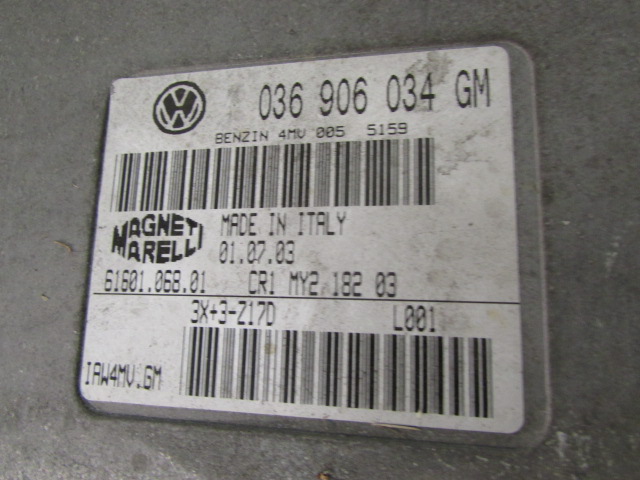 VW 036 906 034 GM
BENZIN 4MV 005 5159
MAGNETI MARELLI
MADE IN ITALY
01.07.03
61601.068.01 CR1 MY2 182 03
3X+3-Z17D L001
IAW4MV.GM